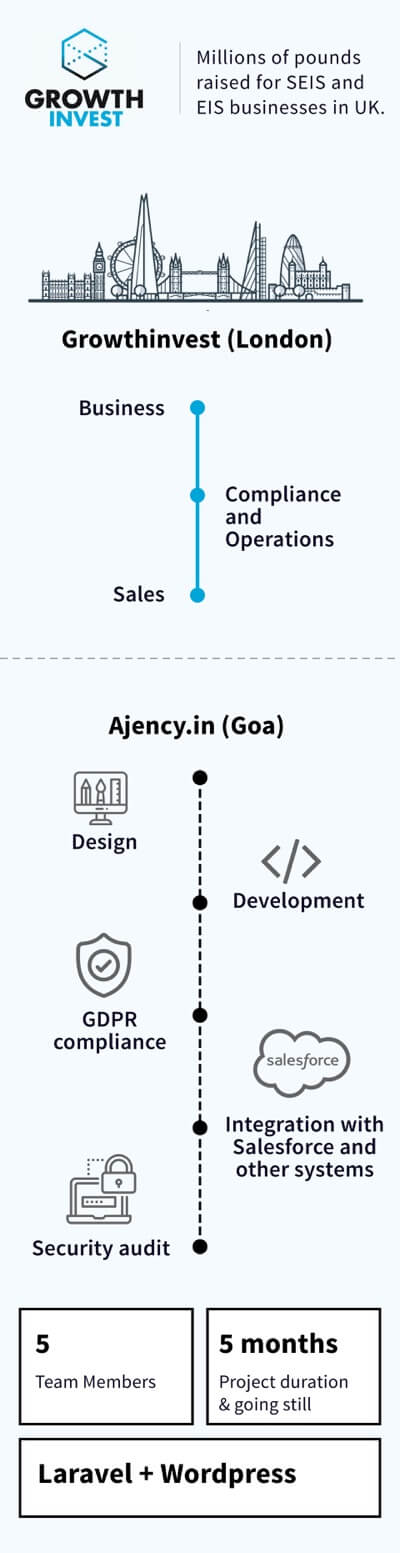 GROWTH
INVEST
Millions of pounds
raised for SEIS and
EIS businesses in UK.
Growthinvest (London)
Business
Compliance
and
Operations
Sales
Ajency.in (Goa)
Design
Development
GDPR
compliance
salesforce
Integration with
Salesforce and
other systems
Security audit
5
Team Members
5 months
Project duration
& going still
Laravel + Wordpress